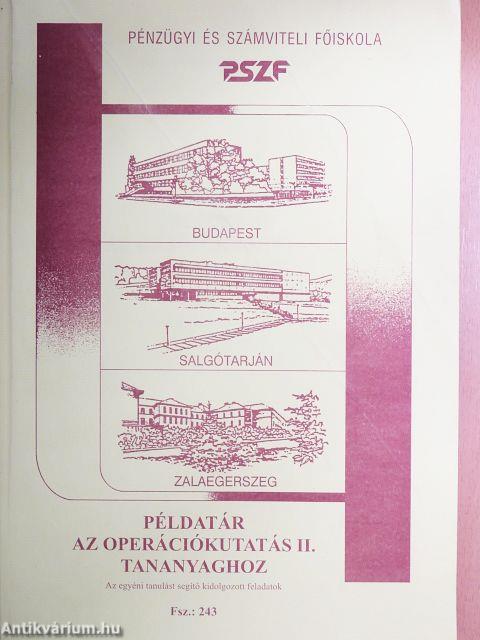 PÉNZÜGYI ÉS SZÁMVITELI FŐISKOLA
PSZF
BUDAPEST
SALGÓTARJÁN
ZALAEGERSZEG
PÉLDATÁR
AZ OPERÁCIÓKUTATÁS II.
TANANYAGHOZ
Az egyéni tanulást segítő kidolgozott feladatok
Fsz.: 243
Antikvárium.hu